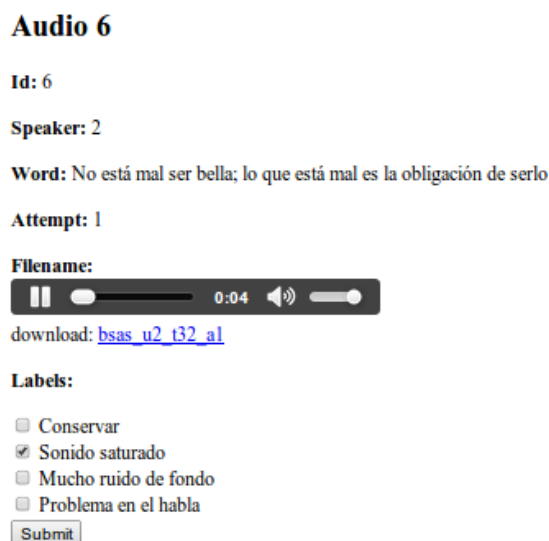 Audio 6
Id: 6
Speaker: 2
Word: No está mal ser bella; lo que está mal es la obligación de serlo
Attempt: 1
Filename:
0:04
download: bsas_u2_t32_a1
Labels:
Conservar
Sonido saturado
Mucho ruido de fondo
Problema en el habla
Submit